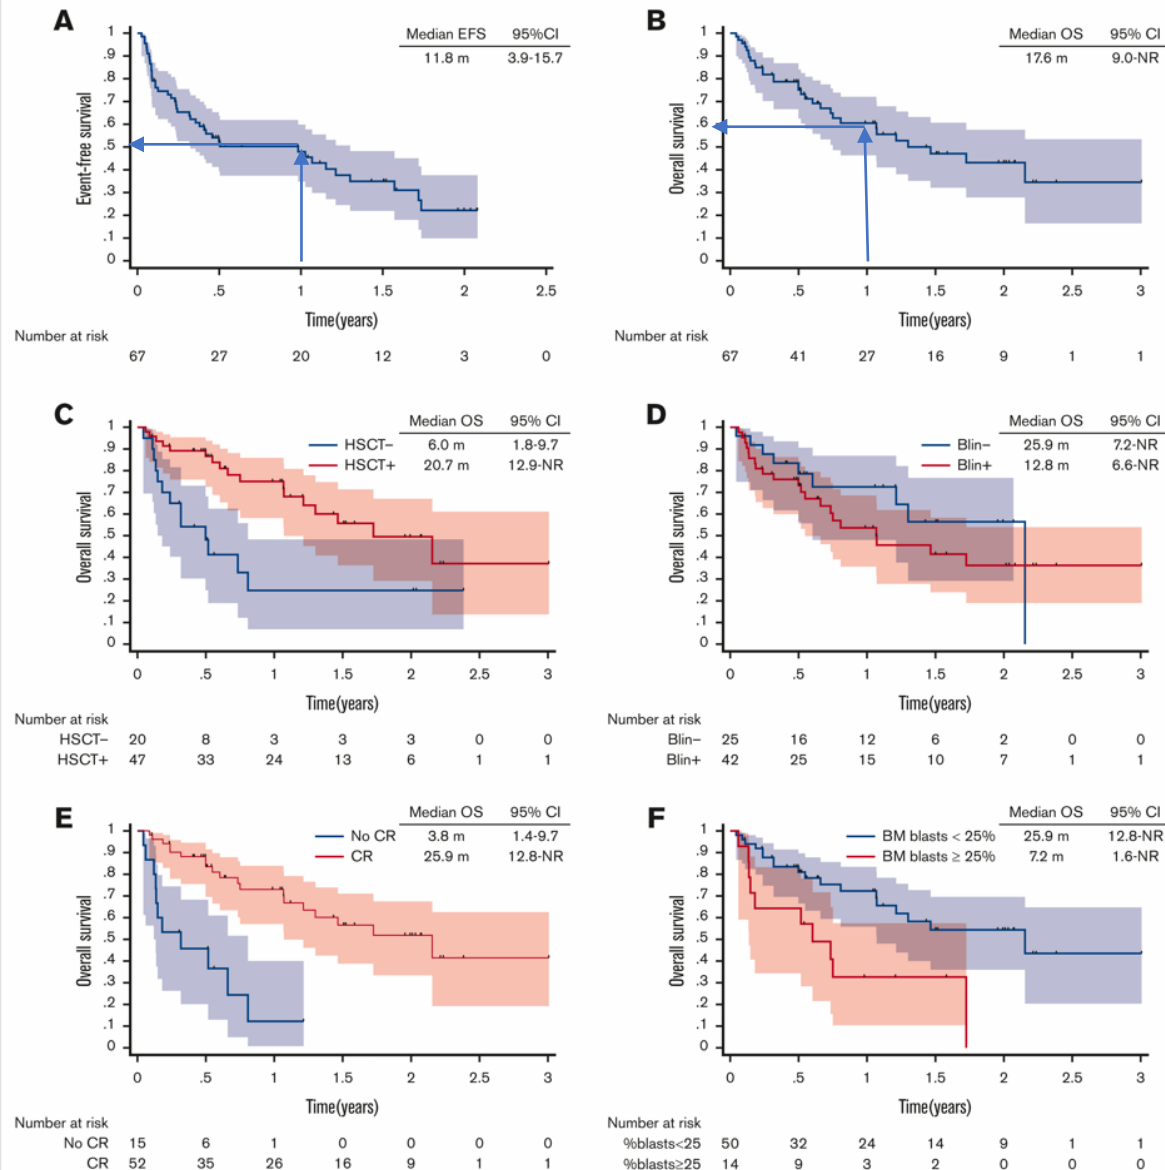 A
Median EFS 95%CI
11.8 m 3.9-15.7
Event-free survival
1
.9
.8
.7
.6
.5
.4
.3
.2
.1
0
0 .5 1 1.5 2 2.5
Time(years)
Number at risk
67 27 20 12 3 0
B
Median OS 95% CI
17.6 m 9.0-NR
Overall survival
1
.9
.8
.7
.6
.5
.4
.3
.2
.1
0
0 .5 1 1.5 2 2.5 3
Time(years)
Number at risk
67 41 27 16 9 1 1
C
Median OS 95% CI
HSCT– 6.0 m 1.8-9.7
HSCT+ 20.7 m 12.9-NR
Overall survival
1
.9
.8
.7
.6
.5
.4
.3
.2
.1
0
0 .5 1 1.5 2 2.5 3
Time(years)
Number at risk
HSCT– 20 8 3 3 3 0 0
HSCT+ 47 33 24 13 6 1 1
D
Median OS 95% CI
Blin– 25.9 m 7.2-NR
Blin+ 12.8 m 6.6-NR
Overall survival
1
.9
.8
.7
.6
.5
.4
.3
.2
.1
0
0 .5 1 1.5 2 2.5 3
Time(years)
Number at risk
Blin– 25 16 12 6 2 0 0
Blin+ 42 25 15 10 7 1 1
E
Median OS 95% CI
No CR 3.8 m 1.4-9.7
CR 25.9 m 12.8-NR
Overall survival
1
.9
.8
.7
.6
.5
.4
.3
.2
.1
0
0 .5 1 1.5 2 2.5 3
Time(years)
Number at risk
No CR 15 6 1 0 0 0 0
CR 52 35 26 16 9 1 1
F
Median OS 95% CI
BM blasts < 25% 25.9 m 12.8-NR
BM blasts ≥ 25% 7.2 m 1.6-NR
Overall survival
1
.9
.8
.7
.6
.5
.4
.3
.2
.1
0
0 .5 1 1.5 2 2.5 3
Time(years)
Number at risk
%blasts<25 50 32 24 14 9 1 1
%blasts≥25 14 9 3 2 0 0 0